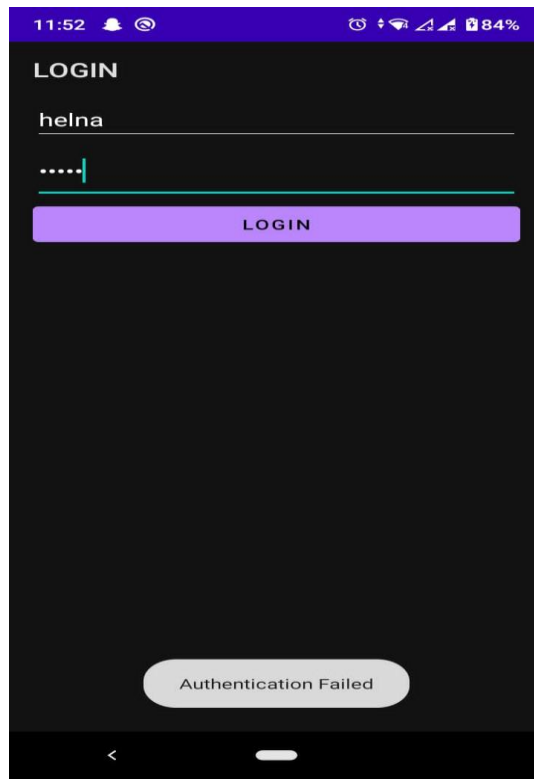 11:52 84%
LOGIN
helna
•••••
LOGIN
Authentication Failed